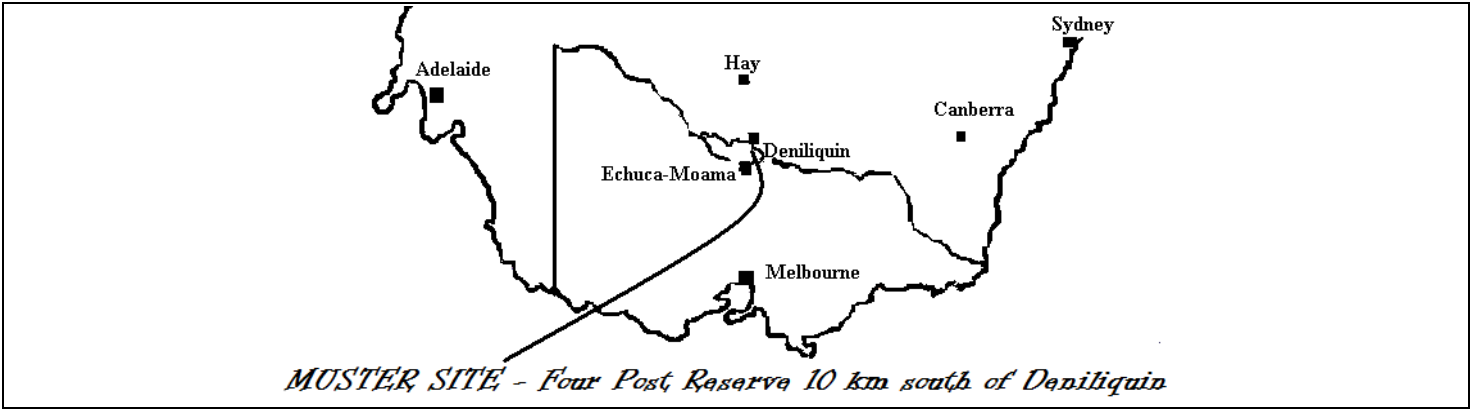 Sydney
Adelaide
Hay
Canberra
Deniliquin
Echuca-Moama
Melbourne
MUSTER SITE - Four Post Reserve 10 km south of Deniliquin